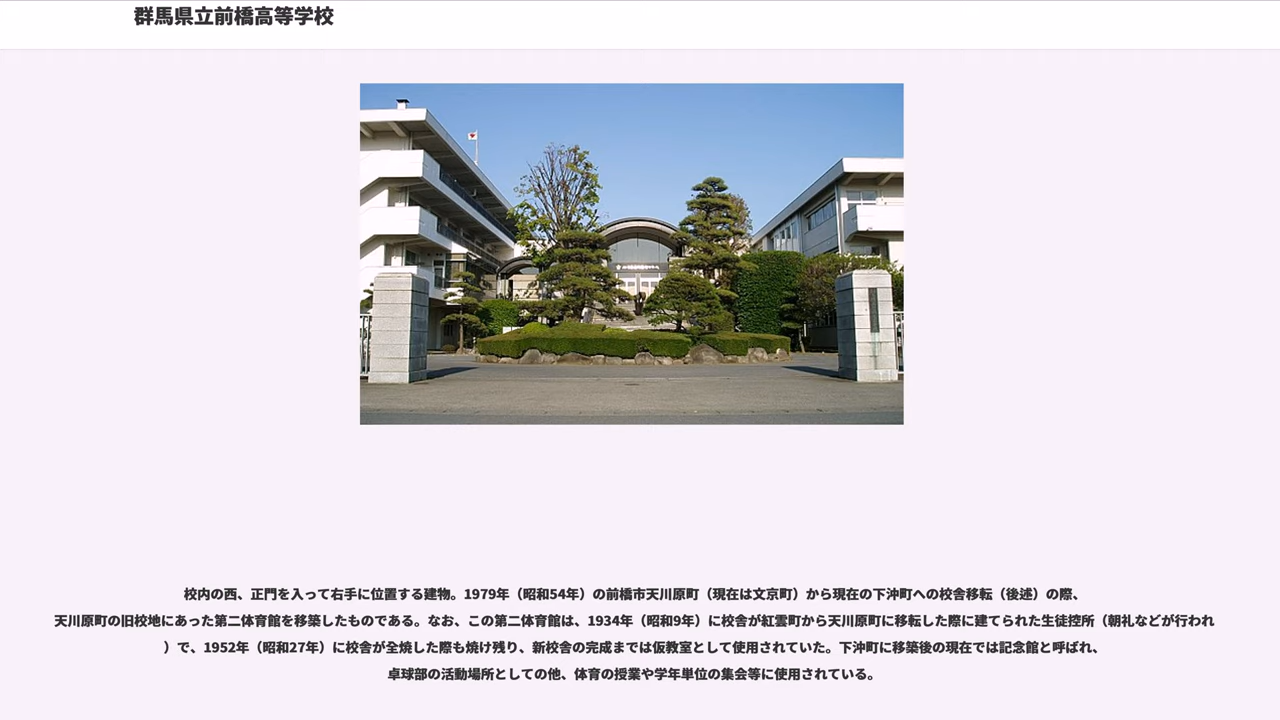 群馬県立前橋高等学校
校内の西、正門を入って右手に位置する建物。1979年（昭和54年）の前橋市天川原町（現在は文京町）から現在の下沖町への校舎移転（後述）の際、
天川原町の旧校地にあった第二体育館を移築したものである。なお、この第二体育館は、1934年（昭和9年）に校舎が紅雲町から天川原町に移転した際に建てられた生徒控所（朝礼などが行われ
）で、1952年（昭和27年）に校舎が全焼した際も焼け残り、新校舎の完成までは仮教室として使用されていた。下沖町に移築後の現在では記念館と呼ばれ、
卓球部の活動場所としての他、体育の授業や学年単位の集会等に使用されている。